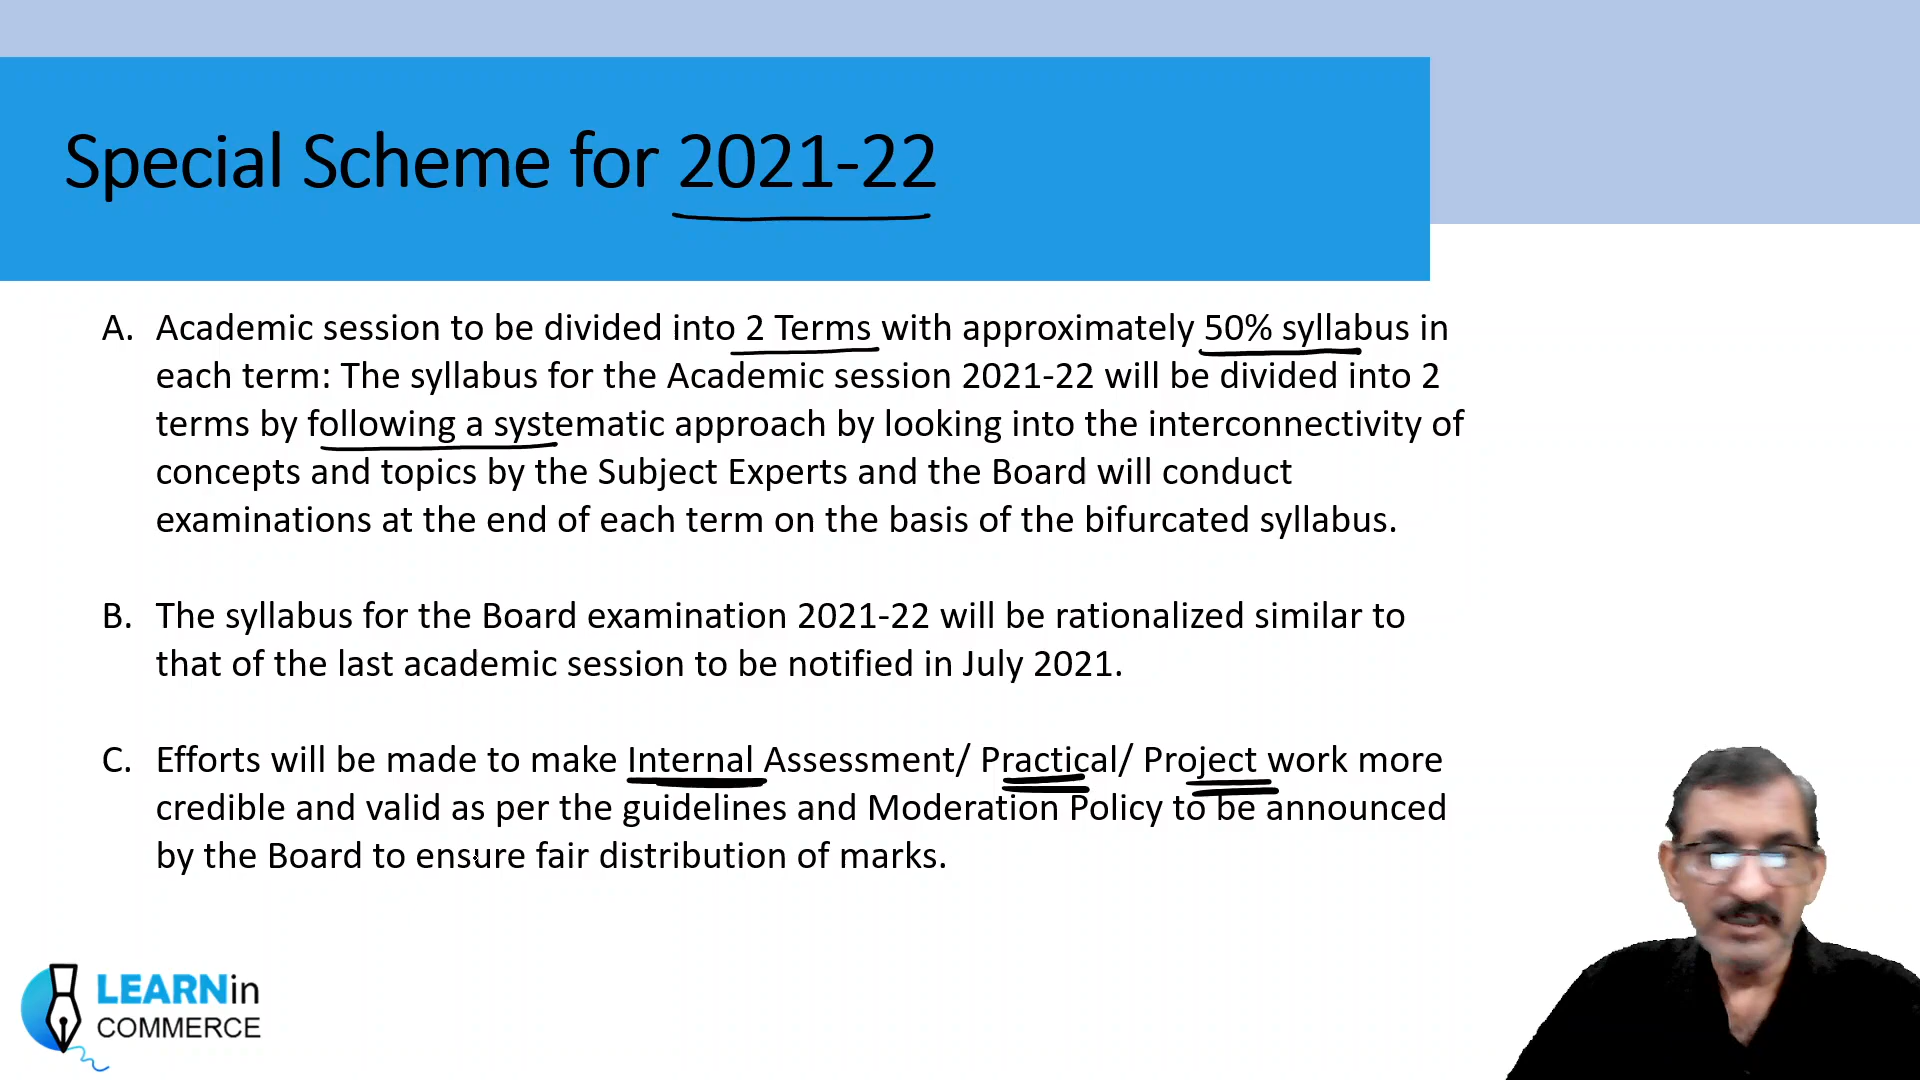 Special Scheme for 2021-22
A. Academic session to be divided into 2 Terms with approximately 50% syllabus in
each term: The syllabus for the Academic session 2021-22 will be divided into 2
terms by following a systematic approach by looking into the interconnectivity of
concepts and topics by the Subject Experts and the Board will conduct
examinations at the end of each term on the basis of the bifurcated syllabus.
B. The syllabus for the Board examination 2021-22 will be rationalized similar to
that of the last academic session to be notified in July 2021.
C. Efforts will be made to make Internal Assessment/ Practical/ Project work more
credible and valid as per the guidelines and Moderation Policy to be announced
by the Board to ensure fair distribution of marks.
LEARNin
COMMERCE